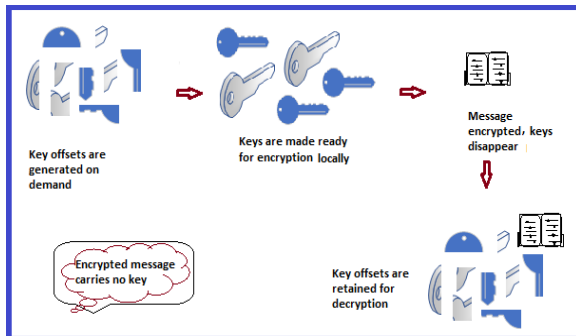 Key offsets are
generated on
demand
Keys are made ready
for encryption locally
Message
encrypted, keys
disappear
Encrypted message
carries no key
Key offsets are
retained for
decryption